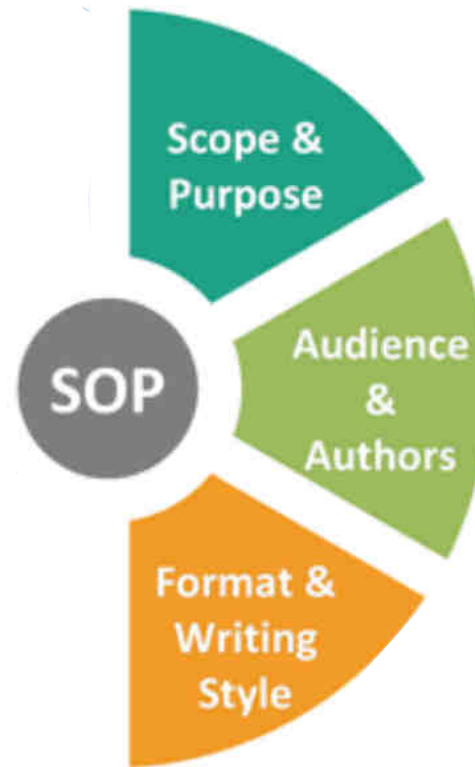 Scope &
Purpose
Audience
&
Authors
SOP
Format &
Writing
Style